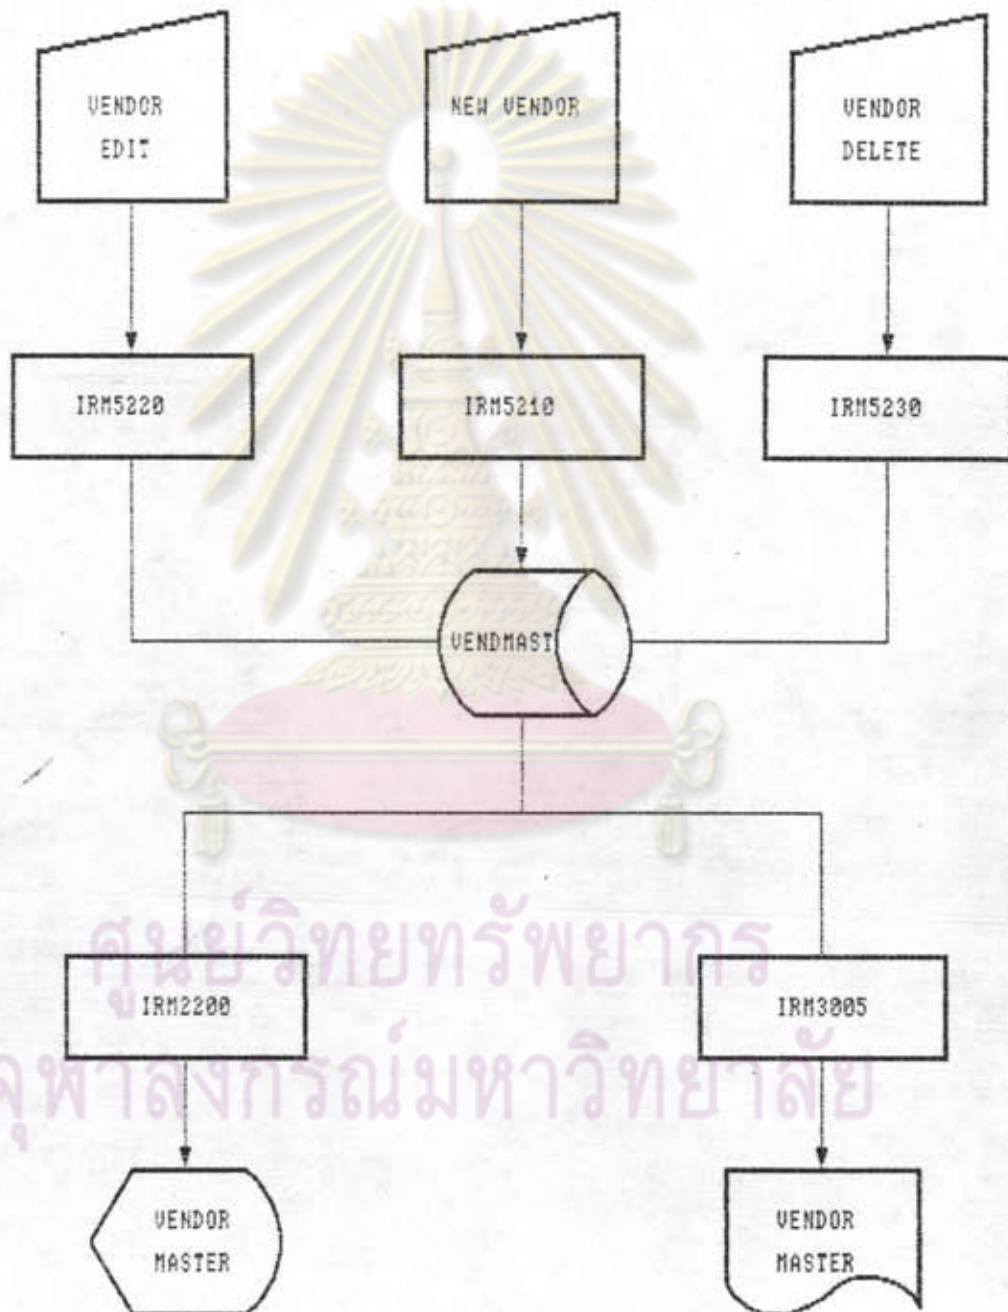 VENDOR
EDIT
NEW VENDOR
VENDOR
DELETE
IRM5220
IRM5210
IRM5230
VENDMAST
ศูนย์วิทยทรัพยากร
IRM2200
IRM3005
จุฬาลงกรณ์มหาวิทยาลัย
VENDOR
MASTER
VENDOR
MASTER